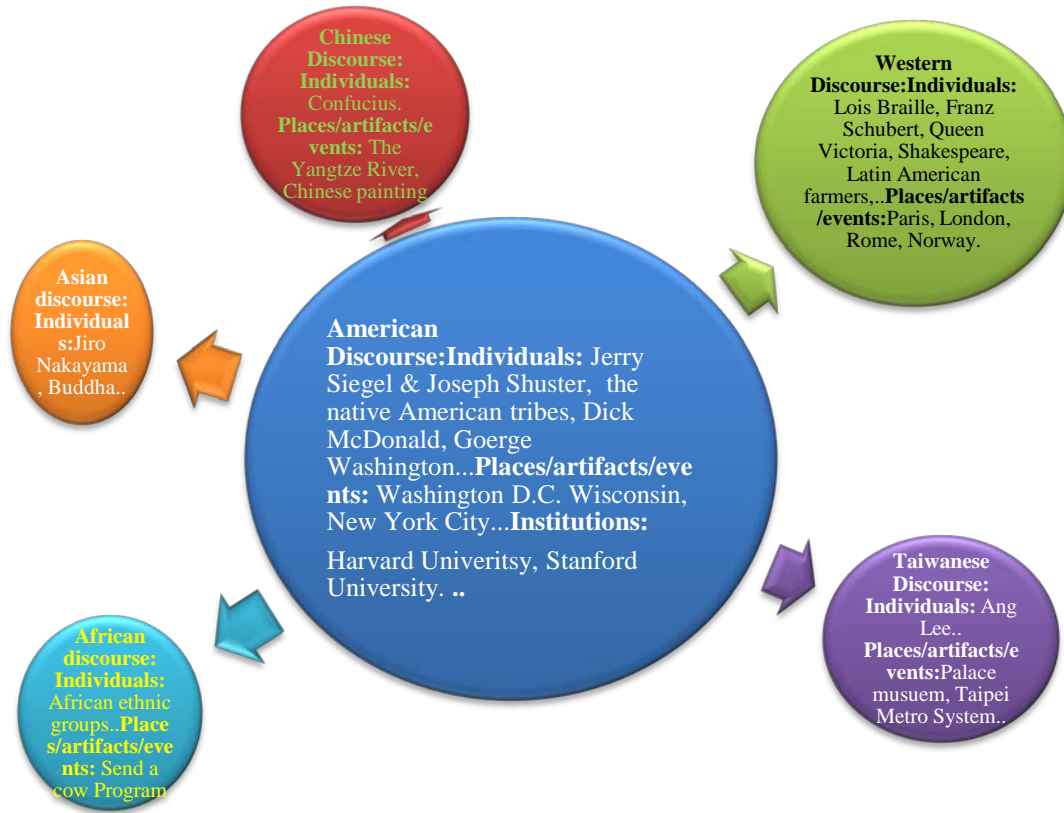 Chinese
Discourse:
Individuals:
Confucius.
Places/artifacts/e
vents: The
Yangtze River,
Chinese painting
Western
Discourse:Individuals:
Lois Braille, Franz
Schubert, Queen
Victoria, Shakespeare,
Latin American
farmers,..Places/artifacts
/events:Paris, London,
Rome, Norway.
Asian
discourse:
Individual
s:Jiro
Nakayama
, Buddha..
American
Discourse:Individuals: Jerry
Siegel & Joseph Shuster, the
native American tribes, Dick
McDonald, Goerge
Washington...Places/artifacts/eve
nts: Washington D.C. Wisconsin,
New York City...Institutions:
Harvard Univeritsy, Stanford
University. ..
Taiwanese
Discourse:
Individuals: Ang
Lee..
Places/artifacts/e
vents:Palace
musuem, Taipei
Metro System..
African
discourse:
Individuals:
African ethnic
groups..Place
s/artifacts/eve
nts: Send a
cow Program